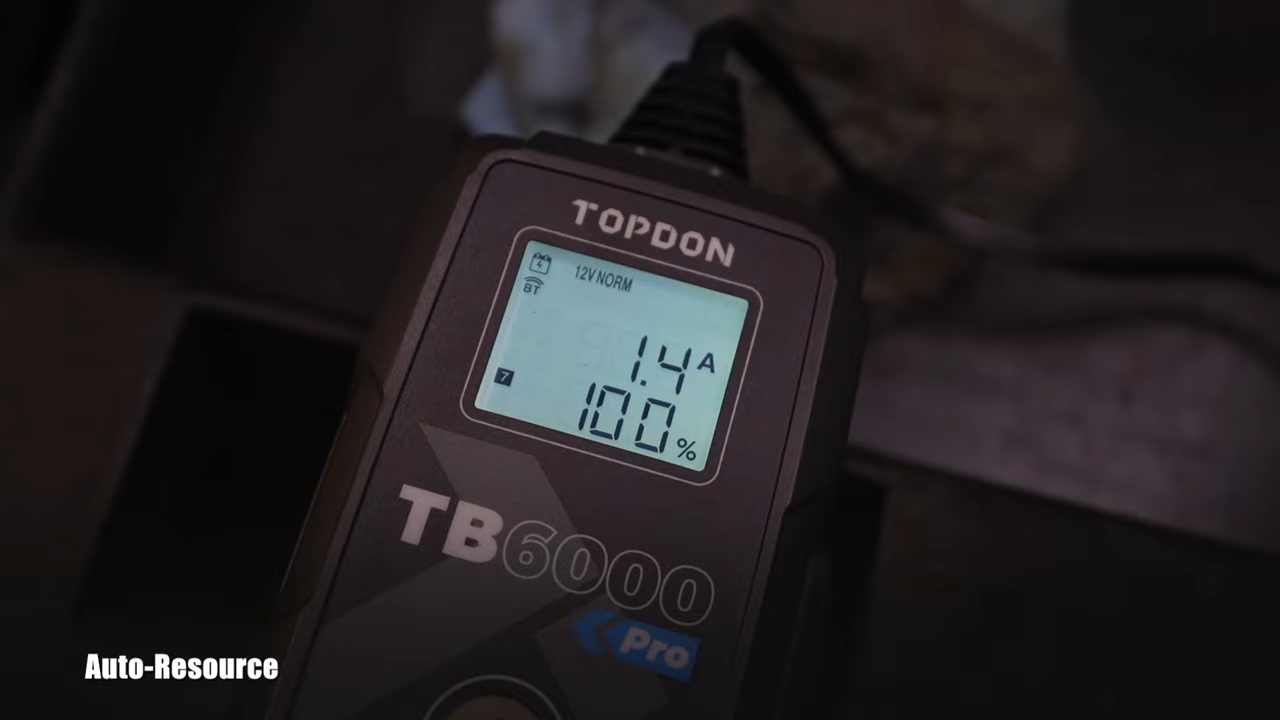 TOPDON
12V NORM
BT
1.4 A
7
100 %
TB6000
Pro
Auto-Resource